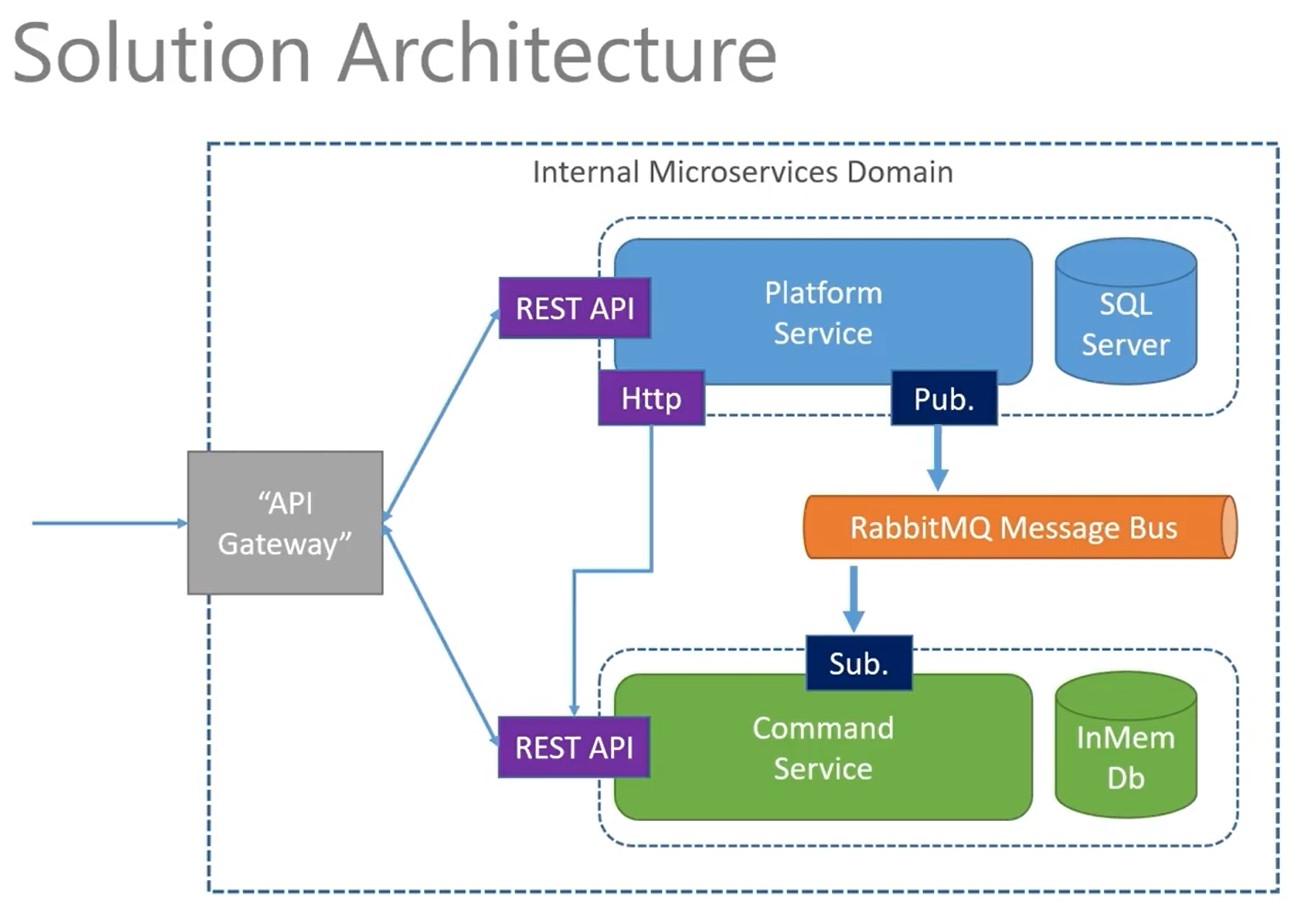 Solution Architecture
Internal Microservices Domain
REST API
Platform
Service
SQL
Server
Http
Pub.
“API
Gateway”
RabbitMQ Message Bus
Sub.
REST API
Command
Service
InMem
Db